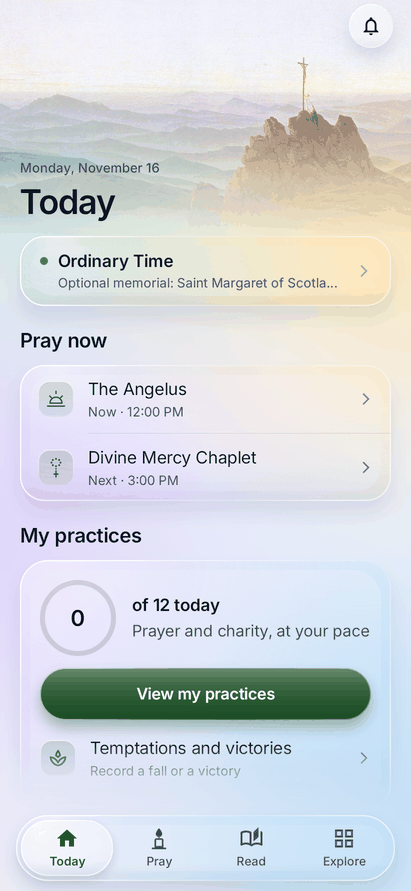 Monday, November 16
Today
Ordinary Time
Optional memorial: Saint Margaret of Scotla...
Pray now
The Angelus
Now · 12:00 PM
Divine Mercy Chaplet
Next · 3:00 PM
My practices
0
of 12 today
Prayer and charity, at your pace
View my practices
Temptations and victories
Record a fall or a victory
Today
Pray
Read
Explore